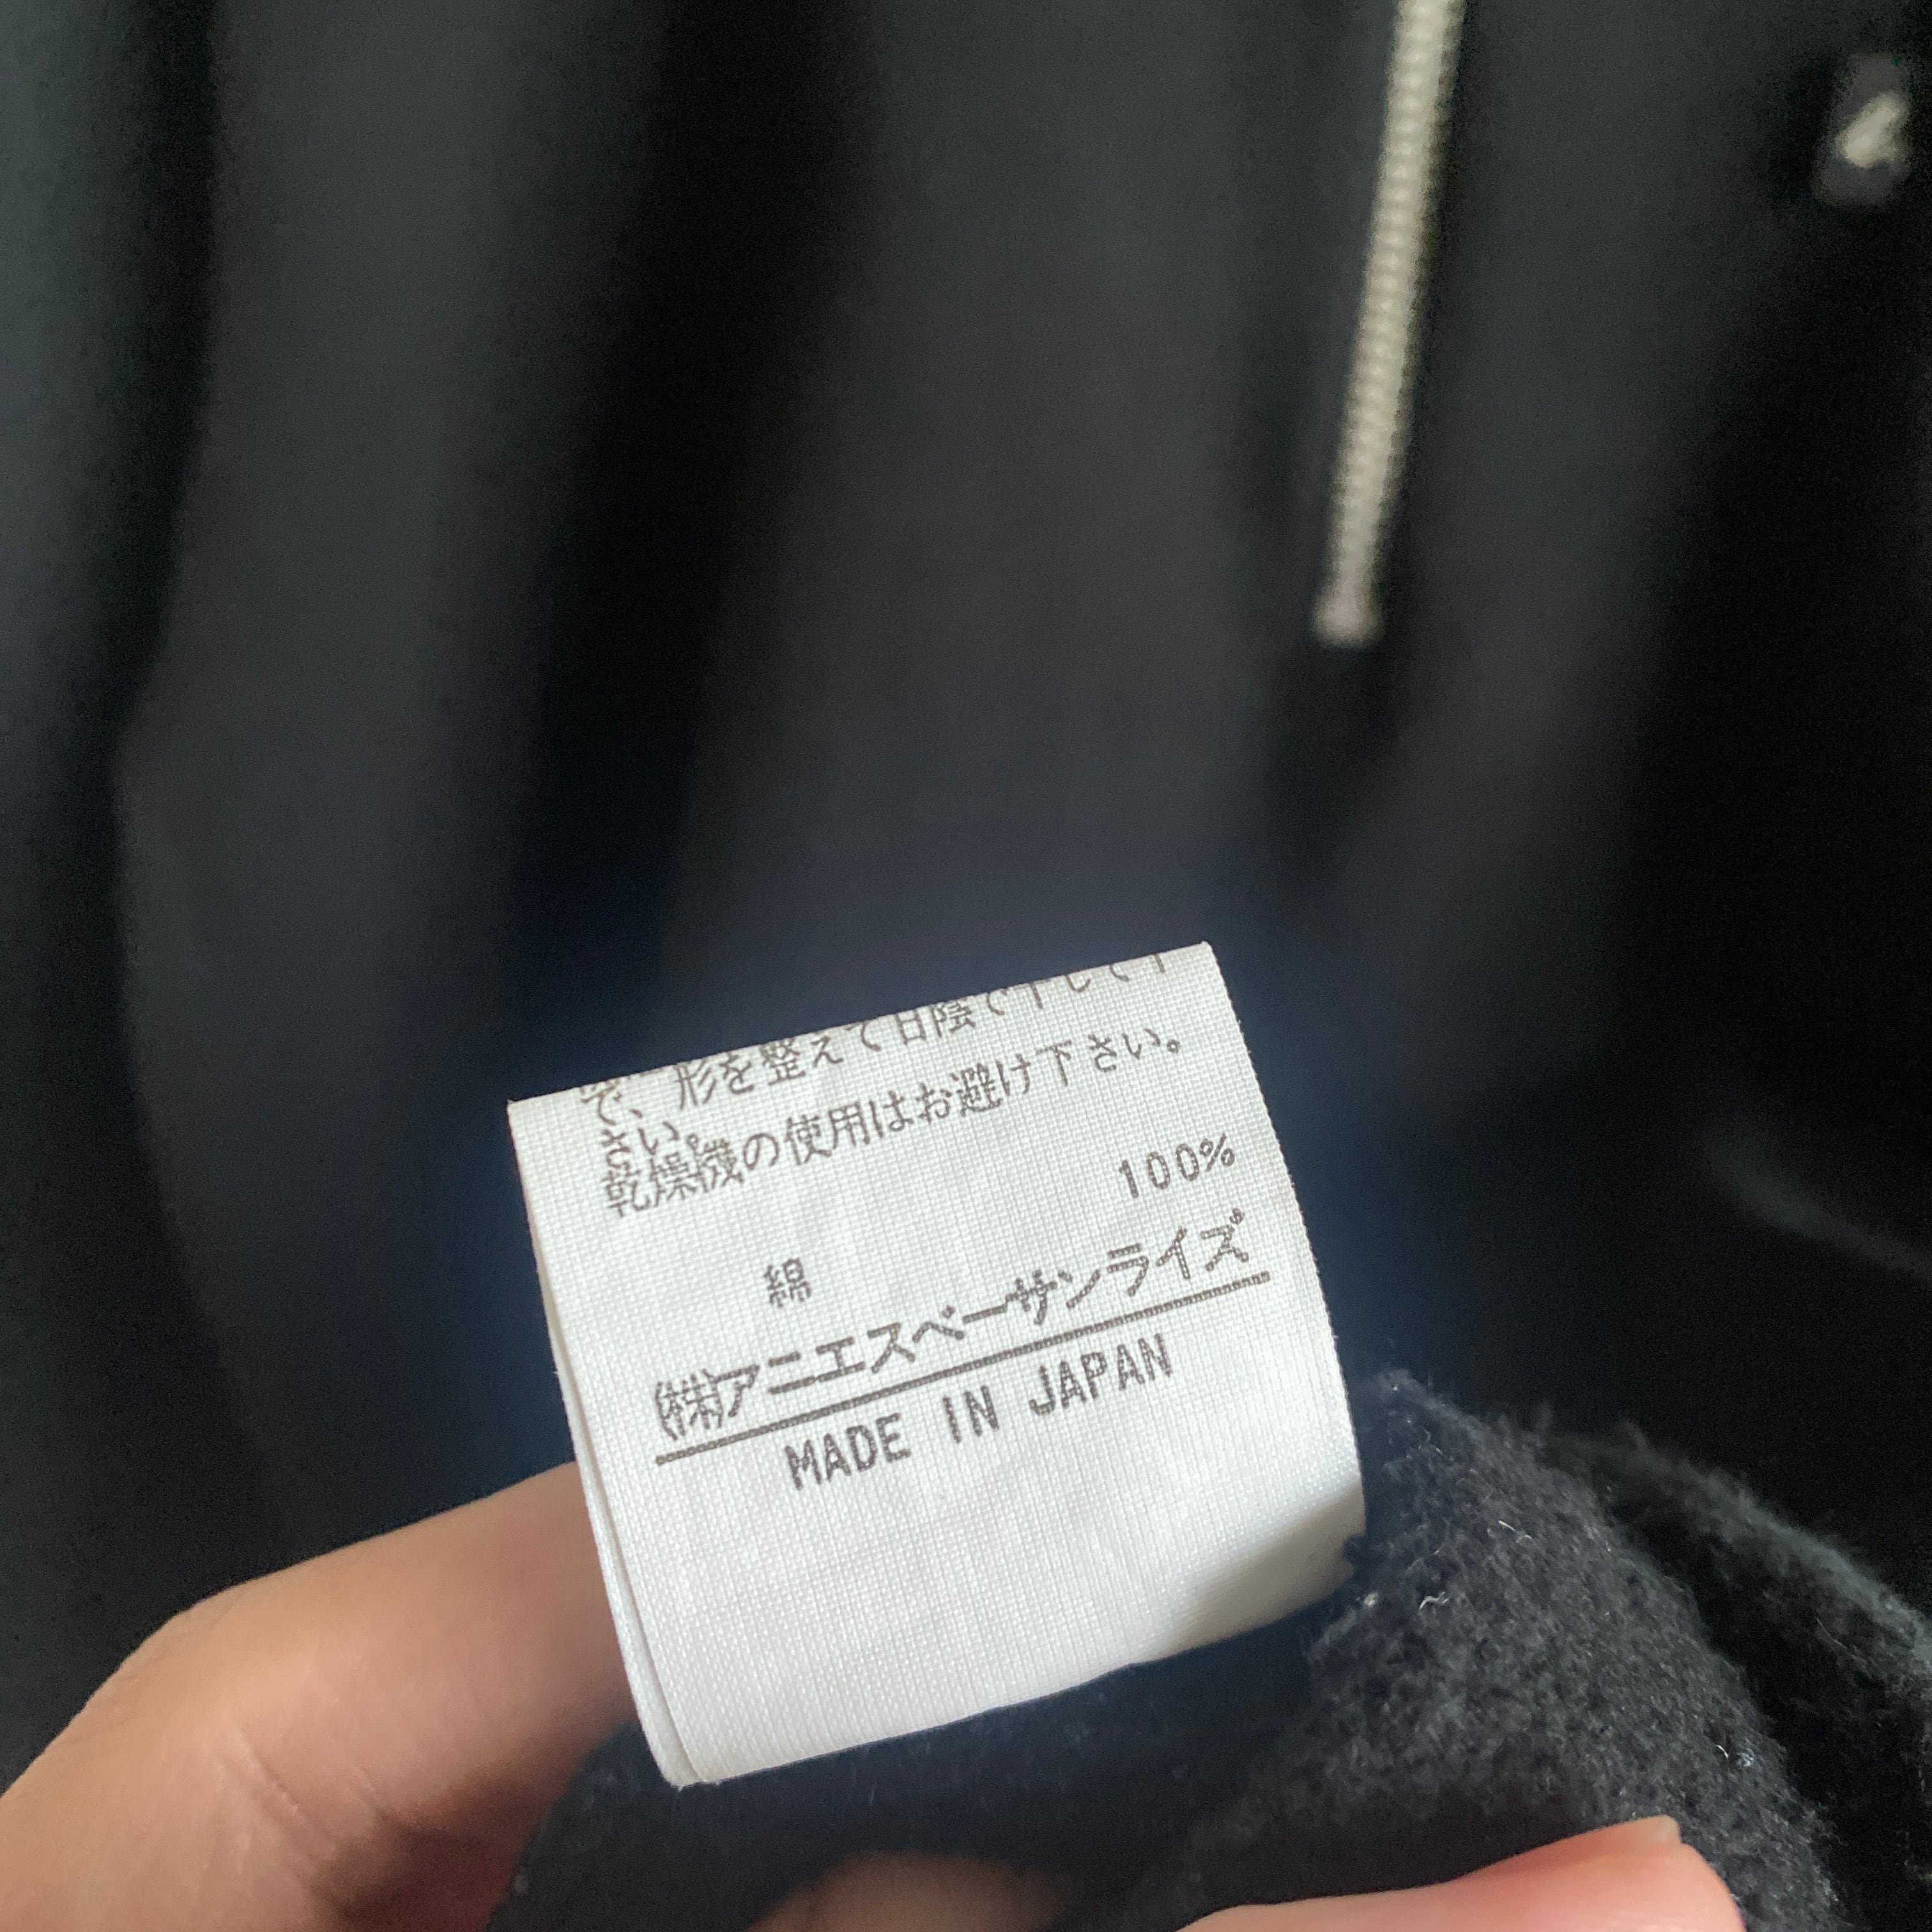 で、形を整えて日陰で干して下
さい。
乾燥機の使用はお避け下さい。
綿 100%
(株)アニエスベーサンライズ
MADE IN JAPAN